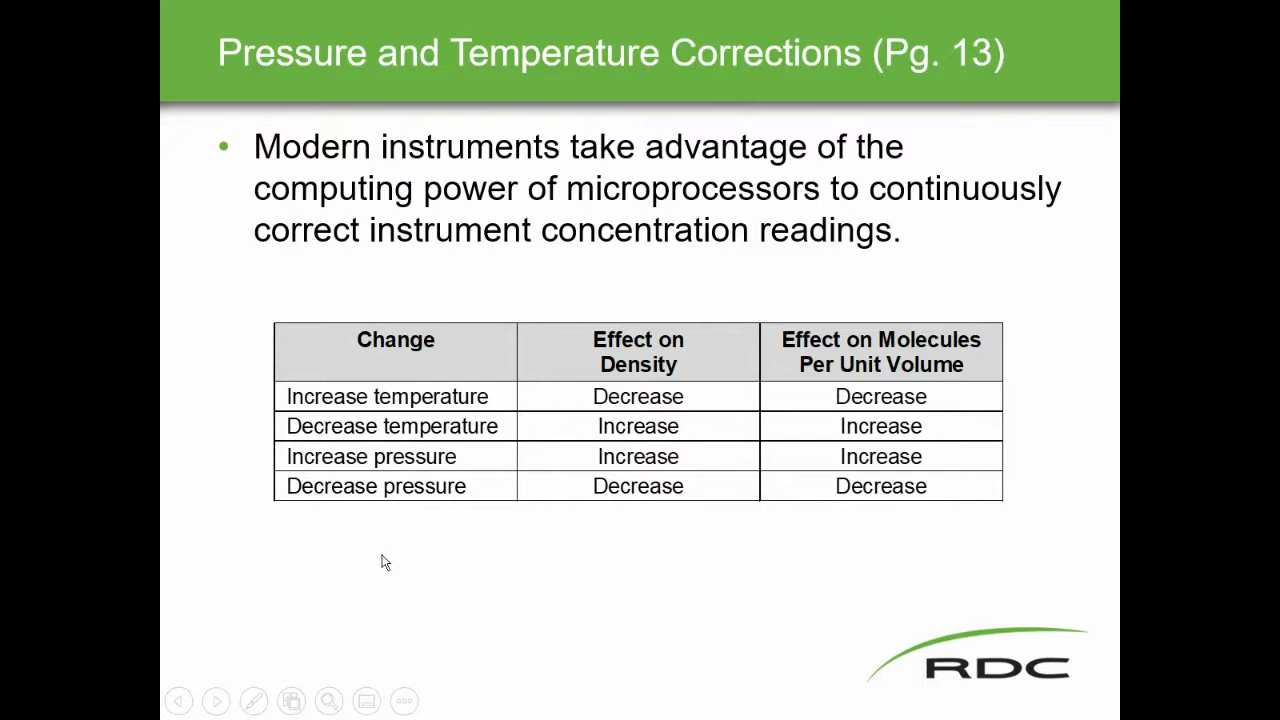 Pressure and Temperature Corrections (Pg. 13)
• Modern instruments take advantage of the
computing power of microprocessors to continuously
correct instrument concentration readings.
Change Effect on Density Effect on Molecules Per Unit Volume
Increase temperature Decrease Decrease
Decrease temperature Increase Increase
Increase pressure Increase Increase
Decrease pressure Decrease Decrease
RDC